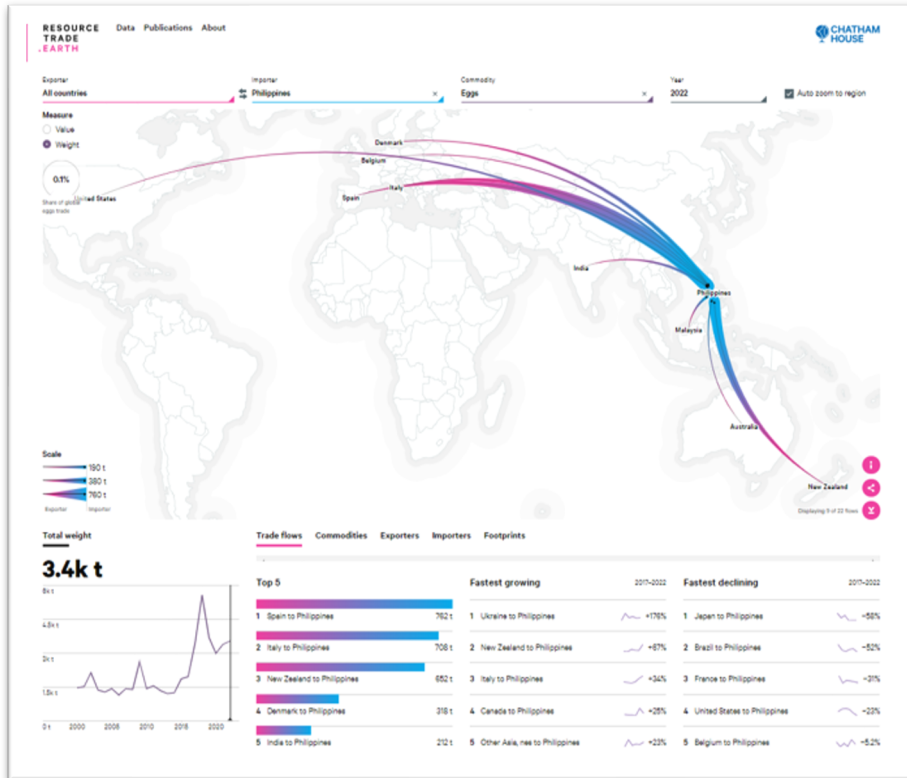 RESOURCE
TRADE
.EARTH
Data Publications About
CHATHAM
HOUSE
Exporter Importer Commodity Year
All countries Philippines × Eggs × 2022 Auto zoom to region
Measure
Value
Weight
0.1%
Share of global
eggs trade
United States
Denmark
Belgium
Italy
Spain
India
Philippines
Malaysia
Australia
New Zealand
Scale
190 t
380 t
760 t
Exporter Importer
Displaying 9 of 22 flows
Total weight
3.4k t
6k t
4.5k t
3k t
1.5k t
0 t 2000 2005 2010 2015 2020
Trade flows Commodities Exporters Importers Footprints
Top 5
1 Spain to Philippines 762 t
2 Italy to Philippines 708 t
3 New Zealand to Philippines 652 t
4 Denmark to Philippines 318 t
5 India to Philippines 212 t
Fastest growing 2017-2022
1 Ukraine to Philippines +176%
2 New Zealand to Philippines +67%
3 Italy to Philippines +34%
4 Canada to Philippines +25%
5 Other Asia, nes to Philippines +23%
Fastest declining 2017-2022
1 Japan to Philippines -58%
2 Brazil to Philippines -52%
3 France to Philippines -31%
4 United States to Philippines -23%
5 Belgium to Philippines -5.2%